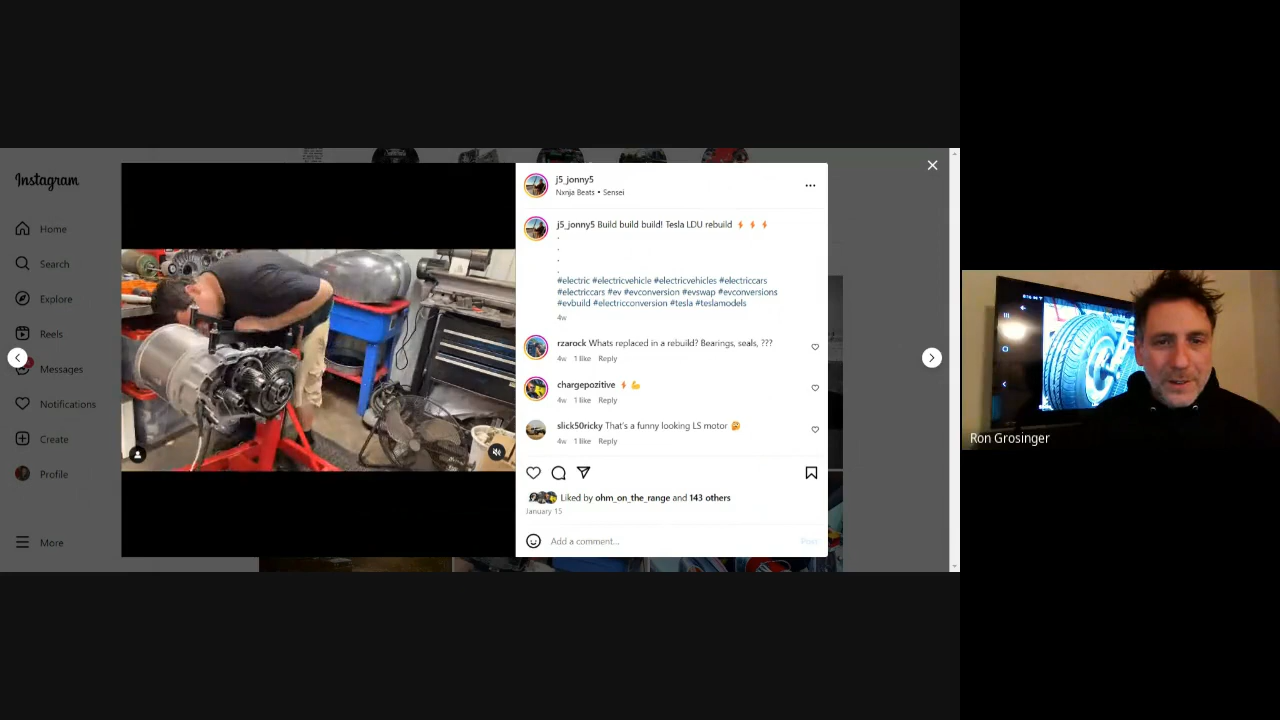 Instagram
Home
Search
Explore
Reels
Messages
Notifications
Create
Profile
More
j5_jonny5
Nxnja Beats • Sensei
j5_jonny5 Build build build! Tesla LDU rebuild ⚡ ⚡ ⚡
.
.
.
.
#electric #electricvehicle #electricvehicles #electriccars
#electriccars #ev #evconversion #evswap #evconversions
#evbuild #electricconversion #tesla #teslamodels
4w
rzarock Whats replaced in a rebuild? Bearings, seals, ???
4w 1 like Reply
chargepozitive ⚡💪
4w 1 like Reply
slick50ricky That's a funny looking LS motor 🤔
4w 1 like Reply
Liked by ohm_on_the_range and 143 others
January 15
Add a comment...
Post
Ron Grosinger